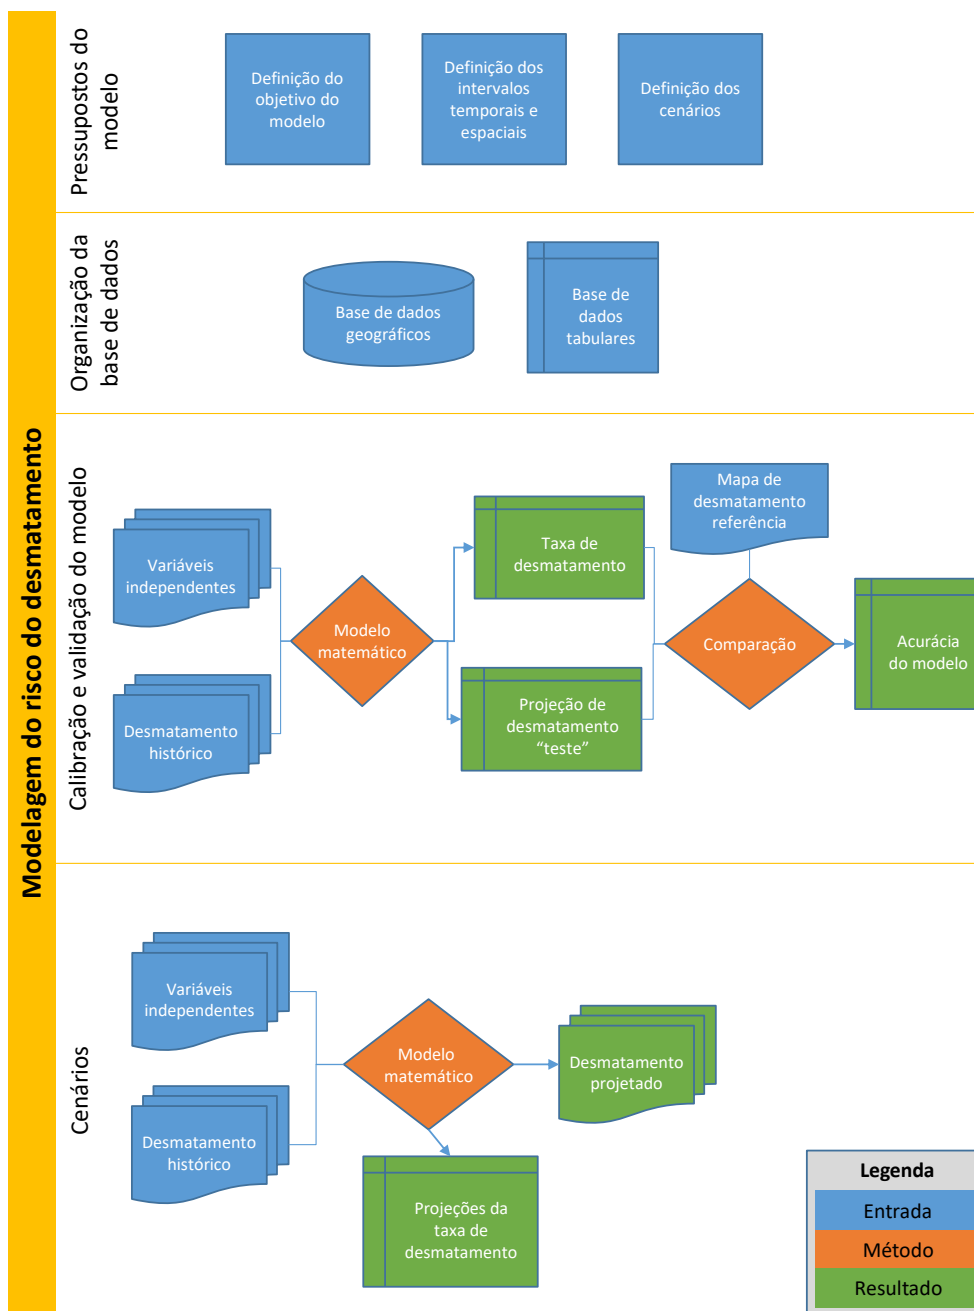 Modelagem do risco do desmatamento
Pressupostos do
modelo
Definição do
objetivo do
modelo
Definição dos
intervalos
temporais e
espaciais
Definição dos
cenários
Organização da
base de dados
Base de dados
geográficos
Base de
dados
tabulares
Calibração e validação do modelo
Variáveis
independentes
Desmatamento
histórico
Modelo
matemático
Taxa de
desmatamento
Projeção de
desmatamento
“teste”
Mapa de
desmatamento
referência
Comparação
Acurácia
do modelo
Cenários
Variáveis
independentes
Desmatamento
histórico
Modelo
matemático
Desmatamento
projetado
Projeções da
taxa de
desmatamento
Legenda
Entrada
Método
Resultado